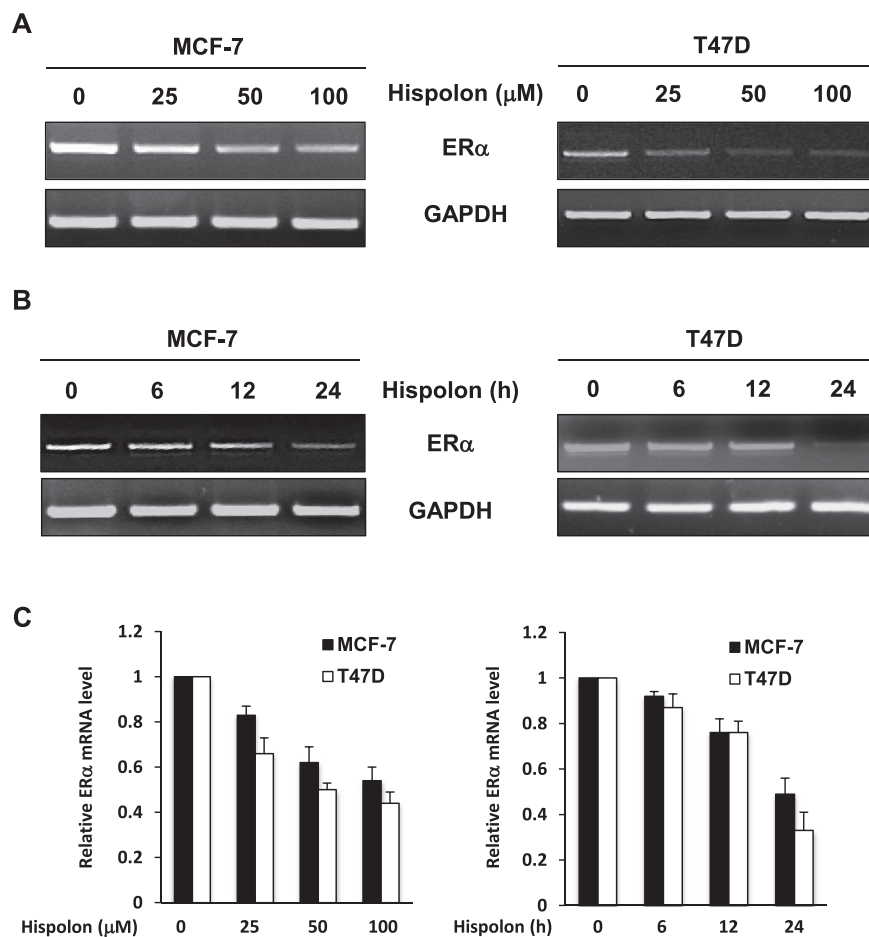 A
MCF-7
T47D
0 25 50 100 Hispolon (μM) 0 25 50 100
ERα
GAPDH
B
MCF-7
T47D
0 6 12 24 Hispolon (h) 0 6 12 24
ERα
GAPDH
C
Relative ERα mRNA level
1.2
1
0.8
0.6
0.4
0.2
0
MCF-7
T47D
Hispolon (μM) 0 25 50 100
Relative ERα mRNA level
1.2
1
0.8
0.6
0.4
0.2
0
MCF-7
T47D
Hispolon (h) 0 6 12 24